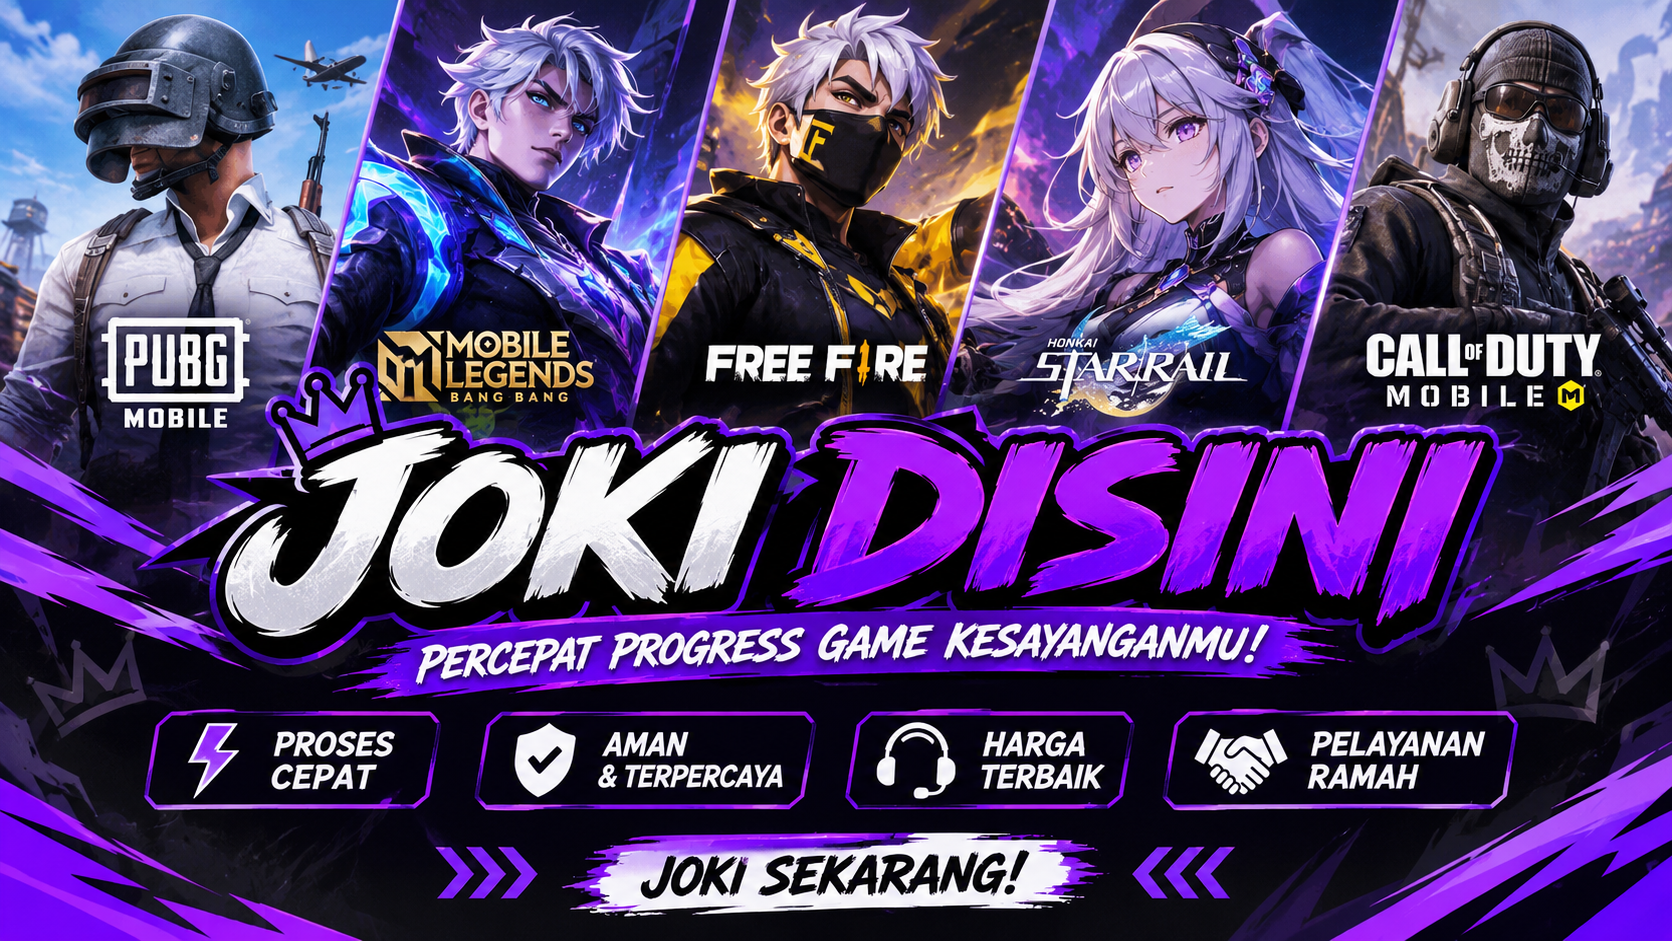 PUBG
MOBILE
MOBILE
LEGENDS
BANG BANG
FREE FIRE
HONKAI
STAR RAIL
CALL OF DUTY®
MOBILE M
JOKI DISINI
PERCEPAT PROGRESS GAME KESAYANGANMU!
PROSES
CEPAT
AMAN
& TERPERCAYA
HARGA
TERBAIK
PELAYANAN
RAMAH
JOKI SEKARANG!